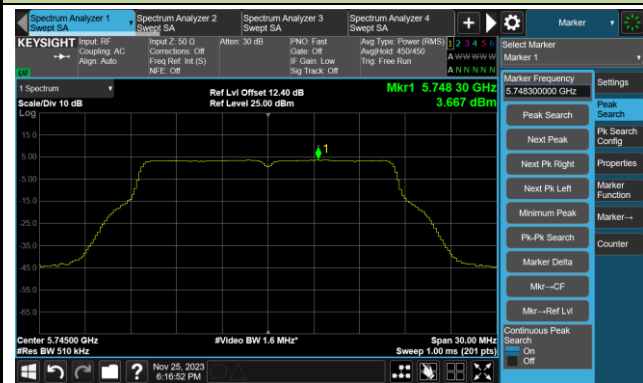 Spectrum Analyzer 1
Swept SA
Spectrum Analyzer 2
Swept SA
Spectrum Analyzer 3
Swept SA
Spectrum Analyzer 4
Swept SA
+
Marker
KEYSIGHT
Input: RF
Coupling: AC
Align: Auto
Input Z: 50 Ω
Corrections: Off
Freq Ref: Int (S)
NFE: Off
Atten: 30 dB
PNO: Fast
Gate: Off
IF Gain: Low
Sig Track: Off
Avg Type: Power (RMS)
Avg|Hold: 450/450
Trig: Free Run
1 2 3 4 5 6
A W W W W W
A N N N N N
LVI
Select Marker
Marker 1
1 Spectrum
Scale/Div 10 dB
Log
Ref Lvl Offset 12.40 dB
Ref Level 25.00 dBm
Mkr1 5.748 30 GHz
3.667 dBm
15.0
5.00
-5.00
-15.0
-25.0
-35.0
-45.0
-55.0
-65.0
1
Center 5.74500 GHz
#Res BW 510 kHz
#Video BW 1.6 MHz*
Span 30.00 MHz
Sweep 1.00 ms (201 pts)
Marker Frequency
5.748300000 GHz
Peak Search
Next Peak
Next Pk Right
Next Pk Left
Minimum Peak
Pk-Pk Search
Marker Delta
Mkr→CF
Mkr→Ref Lvl
Continuous Peak
Search
On
Off
Settings
Peak
Search
Pk Search
Config
Properties
Marker
Function
Marker→
Counter
?
Nov 25, 2023
6:16:52 PM